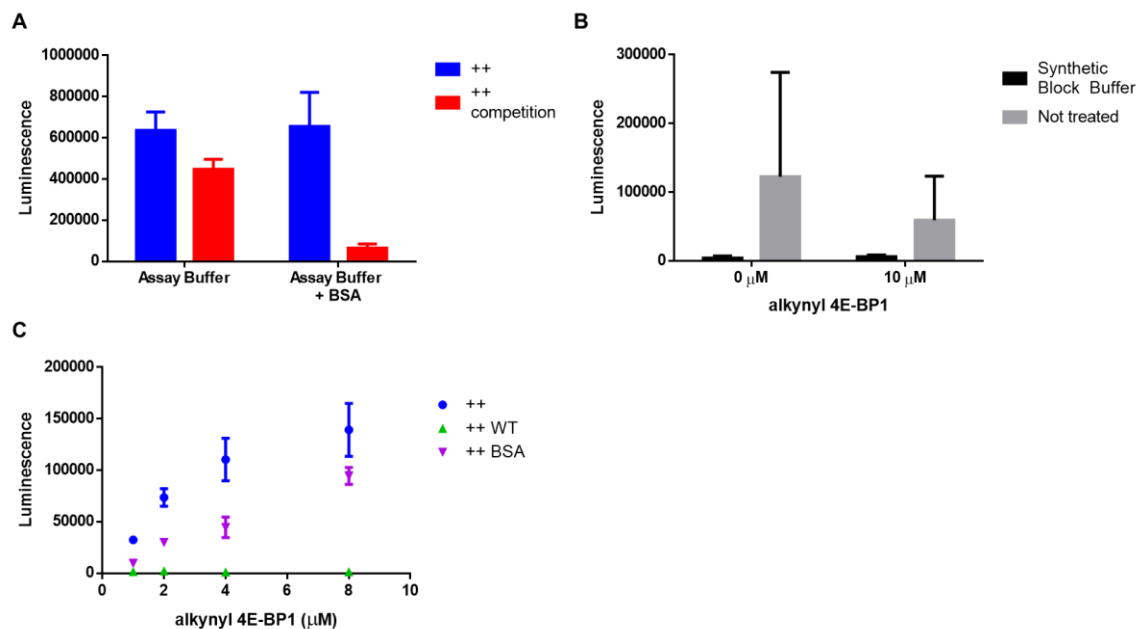 A
1000000
800000
600000
400000
200000
0
Luminescence
Assay Buffer
Assay Buffer
+ BSA
++
++
competition
B
300000
200000
100000
0
Luminescence
0 μM
10 μM
alkynyl 4E-BP1
Synthetic
Block Buffer
Not treated
C
200000
150000
100000
50000
0
Luminescence
0 2 4 6 8 10
alkynyl 4E-BP1 (μM)
++
++ WT
++ BSA